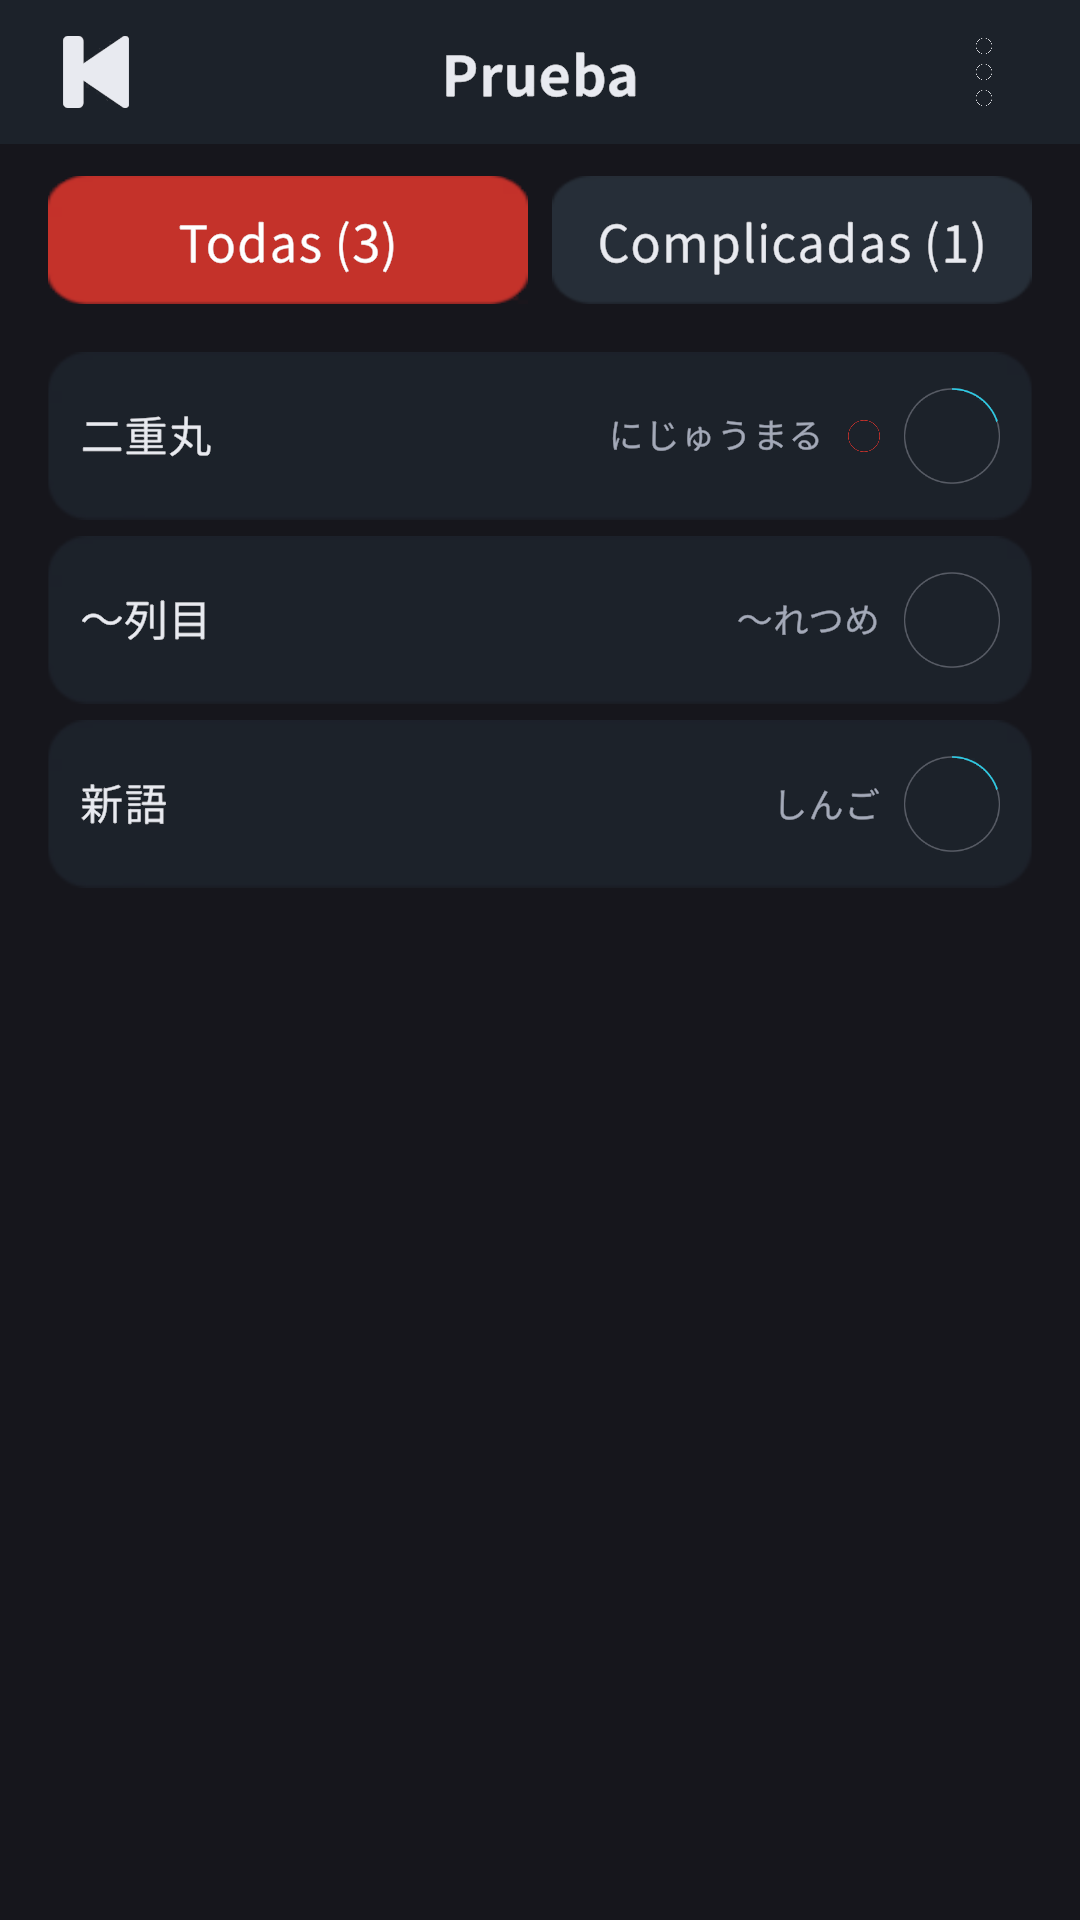 Prueba
Todas (3)
Complicadas (1)
二重丸
にじゅうまる
～列目
～れつめ
新語
しんご